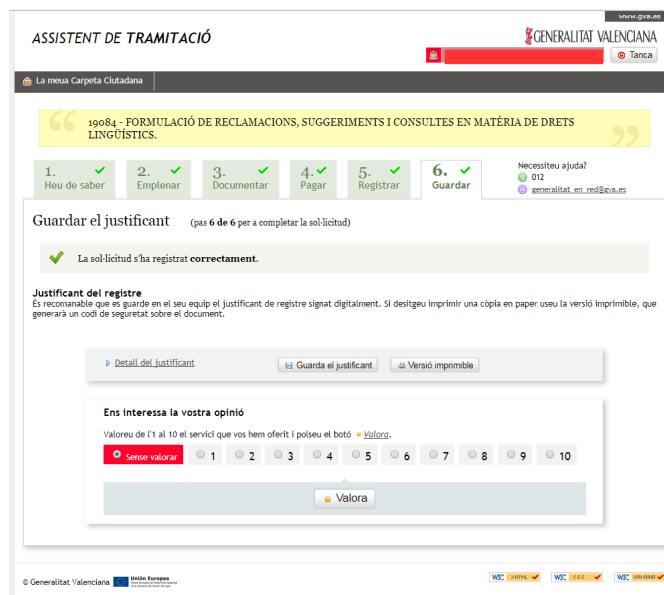 www.gva.es
ASSISTENT DE TRAMITACIÓ
GENERALITAT VALENCIANA
Tanca
La meua Carpeta Ciutadana
19084 - FORMULACIÓ DE RECLAMACIONS, SUGGERIMENTS I CONSULTES EN MATÈRIA DE DRETS
LINGÜÍSTICS.
1. Heu de saber
2. Emplenar
3. Documentar
4. Pagar
5. Registrar
6. Guardar
Necessiteu ajuda?
012
generalitat_en_red@gva.es
Guardar el justificant (pas 6 de 6 per a completar la sol·licitud)
La sol·licitud s'ha registrat correctament.
Justificant del registre
És recomanable que es guarde en el seu equip el justificant de registre signat digitalment. Si desitgeu imprimir una còpia en paper useu la versió imprimible, que
generarà un codi de seguretat sobre el document.
Detall del justificant
Guarda el justificant
Versió imprimible
Ens interessa la vostra opinió
Valoreu de l'1 al 10 el servici que vos hem oferit i polseu el botó Valora.
Sense valorar 1 2 3 4 5 6 7 8 9 10
Valora
© Generalitat Valenciana
Unión Europea
W3C XHTML
W3C CSS
W3C